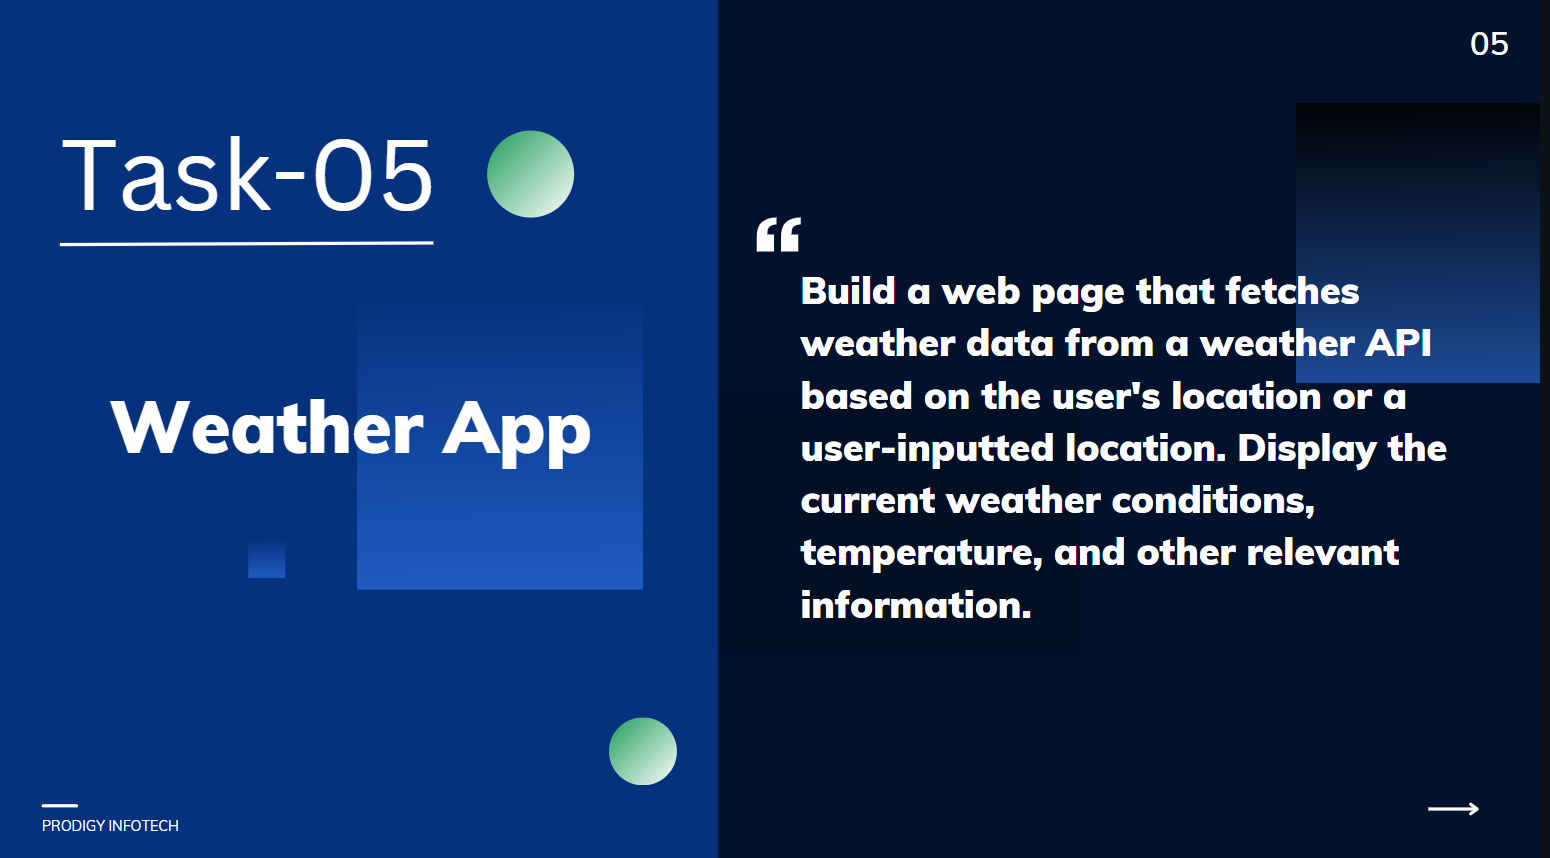 05
Task-05
Weather App
“
Build a web page that fetches
weather data from a weather API
based on the user's location or a
user-inputted location. Display the
current weather conditions,
temperature, and other relevant
information.
PRODIGY INFOTECH